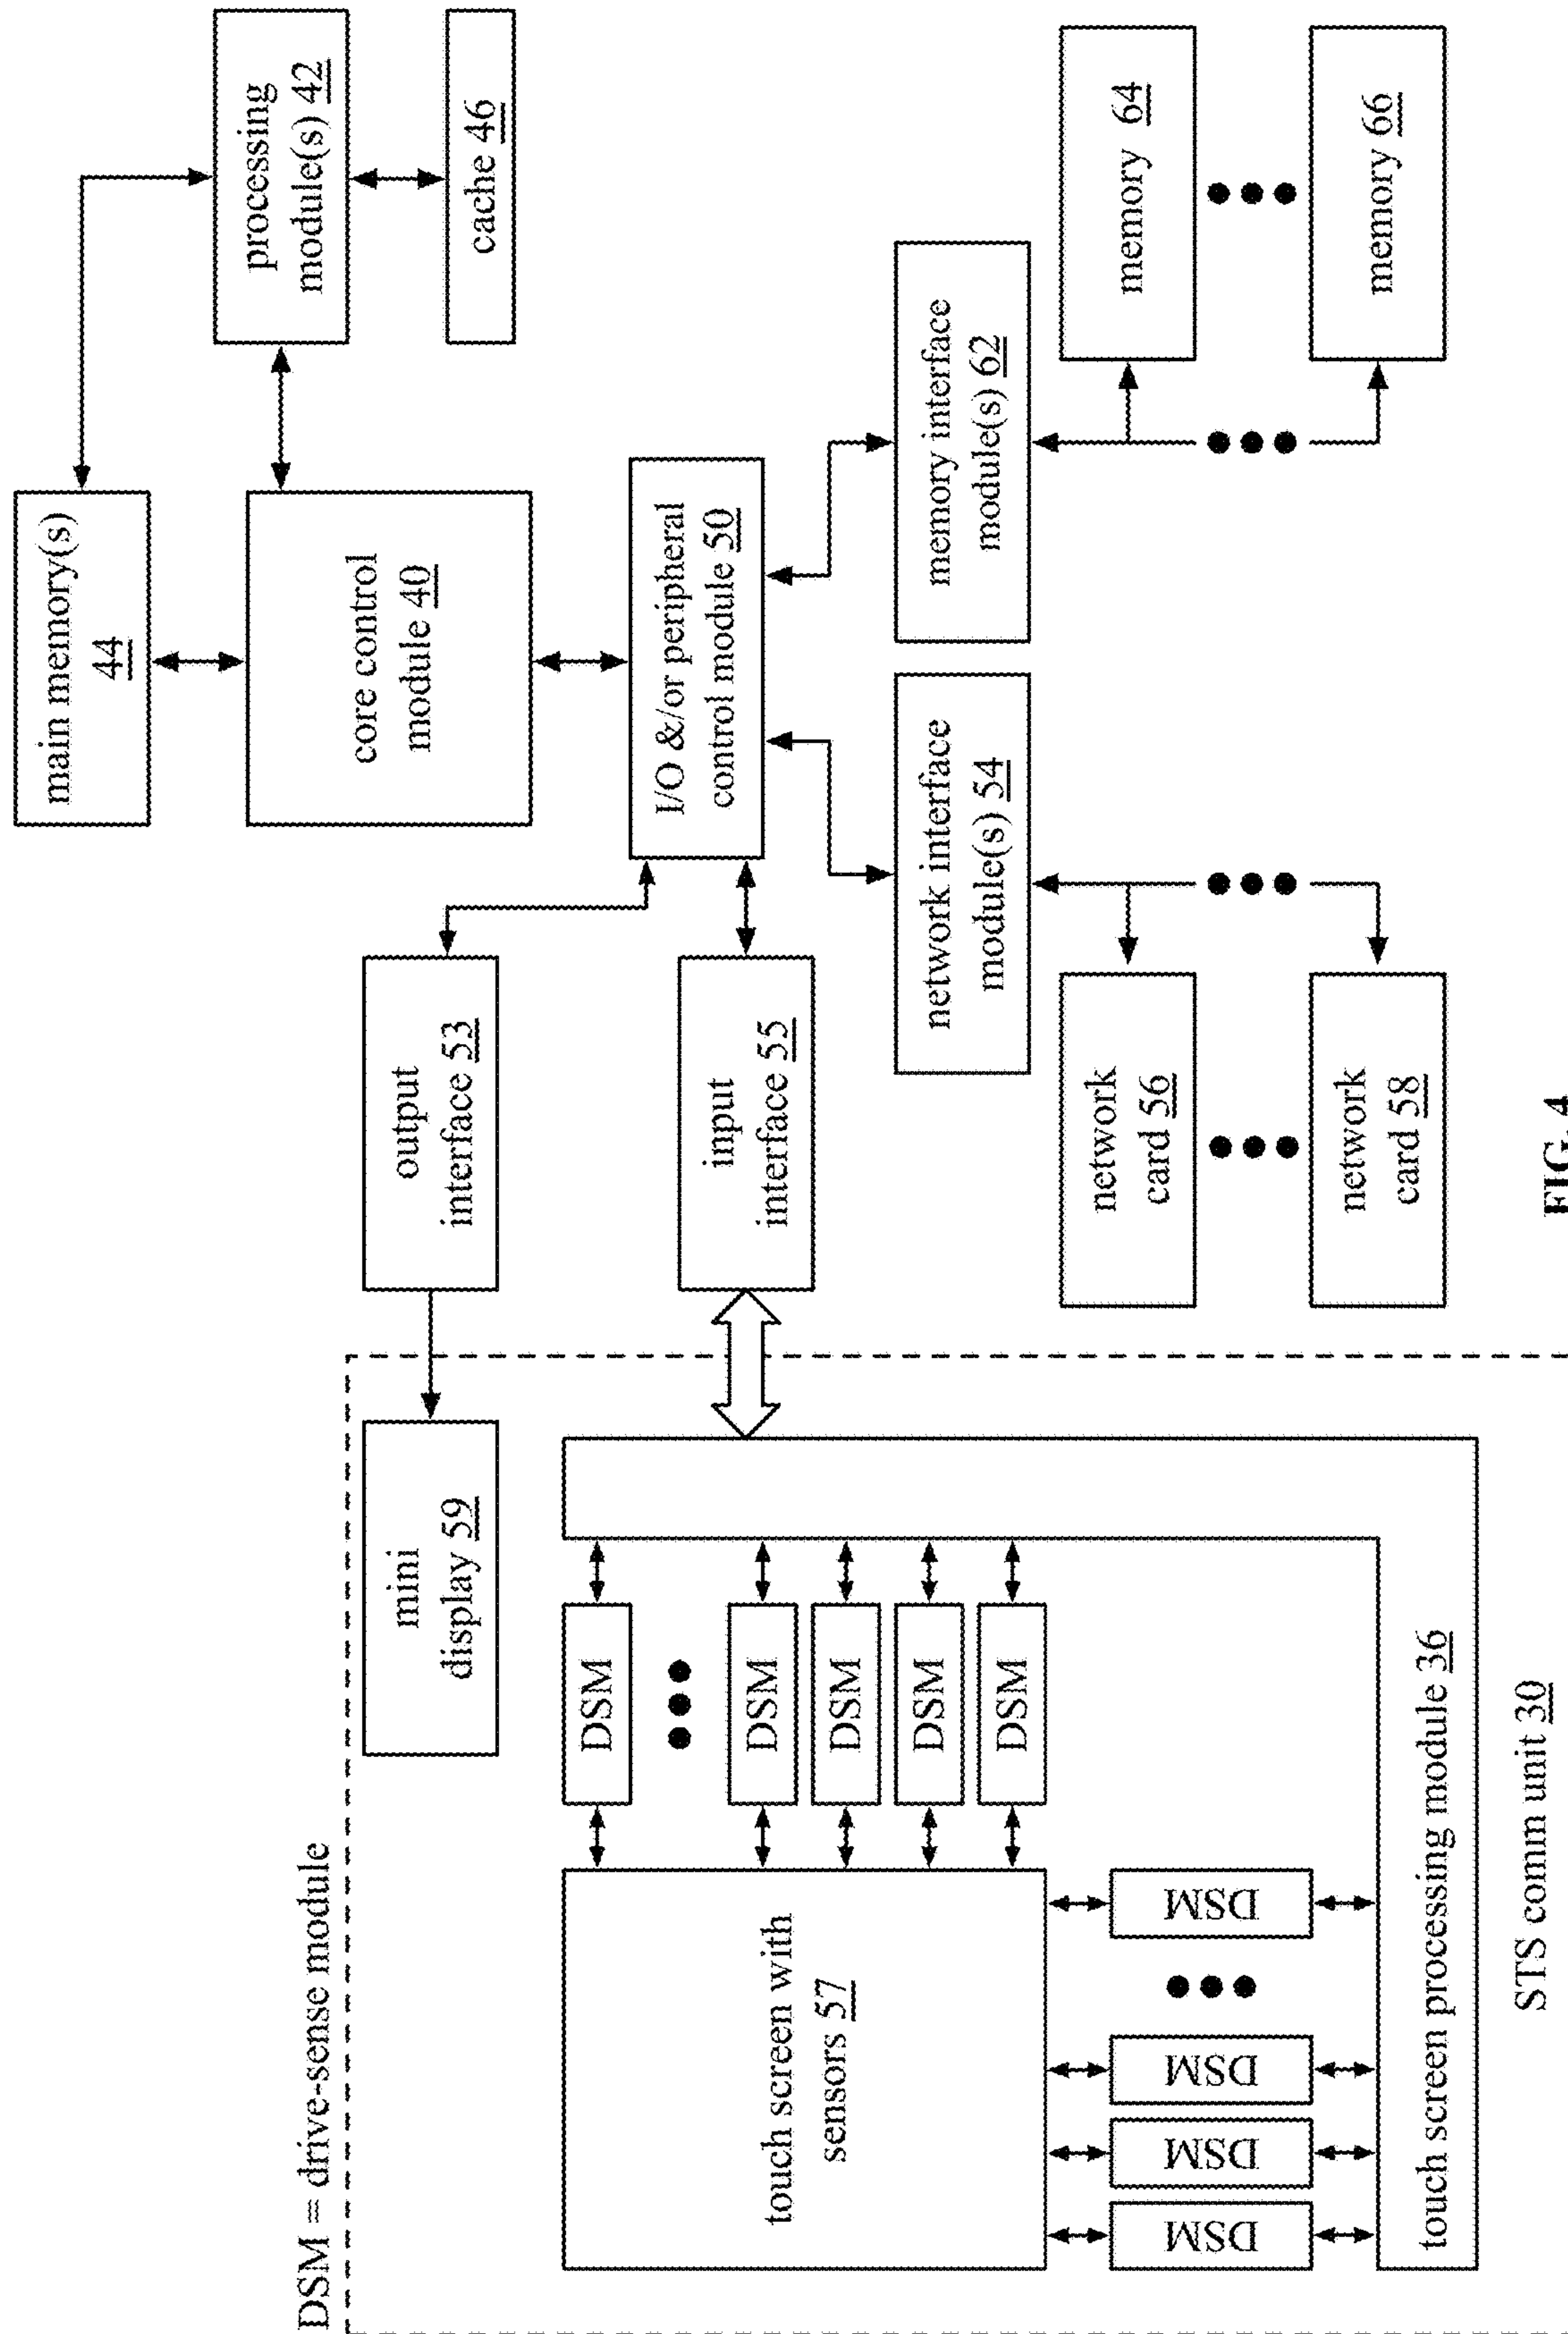 DSM = drive-sense module
main memory(s)
44
processing
module(s) 42
core control
module 40
cache 46
mini
display 59
output
interface 53
I/O &/or peripheral
control module 50
input
interface 55
touch screen with
sensors 57
DSM
DSM
DSM
DSM
DSM
network interface
module(s) 54
memory interface
module(s) 62
DSM
DSM
DSM
DSM
network
card 56
memory 64
network
card 58
memory 66
touch screen processing module 36
STS comm unit 30
FIG. 4